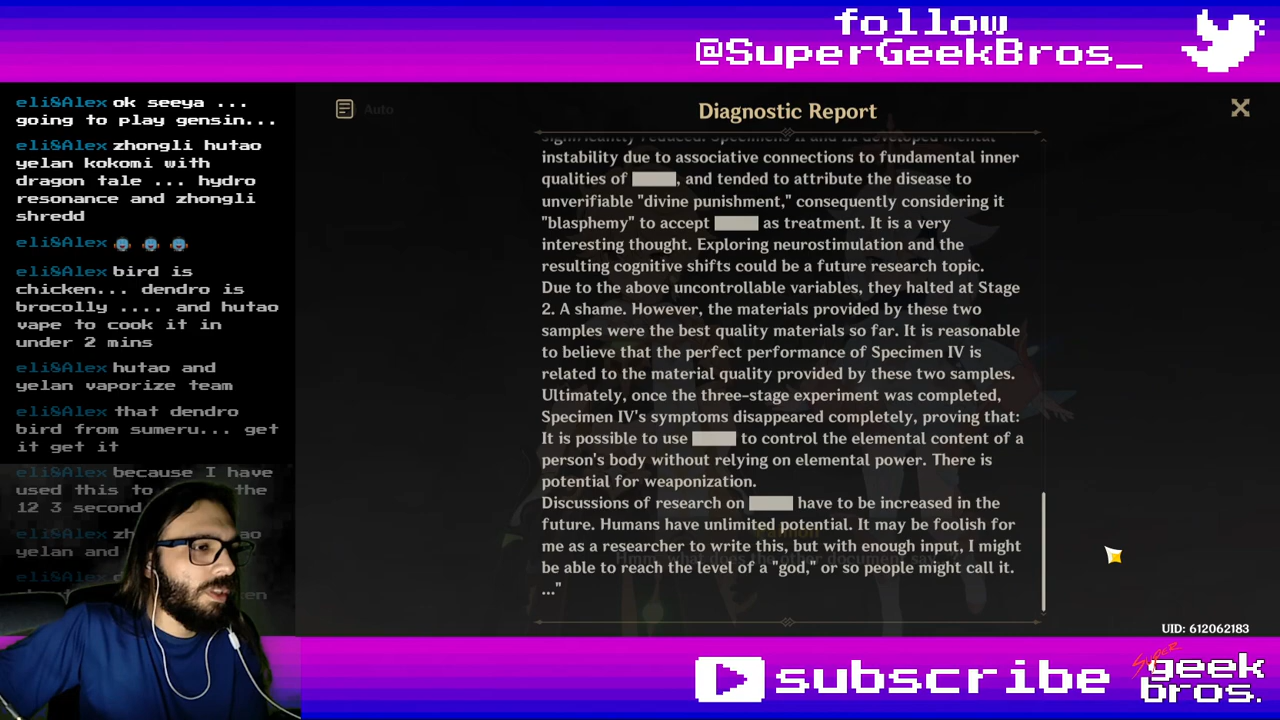 follow
@SuperGeekBros_
eli&Alex ok seeya ...
going to play gensin...
eli&Alex zhongli hutao
yelan kokomi with
dragon tale ... hydro
resonance and zhongli
shredd
eli&Alex
eli&Alex bird is
chicken... dendro is
brocolly .... and hutao
vape to cook it in
under 2 mins
eli&Alex hutao and
yelan vaporize team
eli&Alex that dendro
bird from sumeru... get
it get it
eli&Alex because I have
used this to the
12 3 second
yelan and
Auto
Diagnostic Report
significantly reduced. Specimens II and III developed mental
instability due to associative connections to fundamental inner
qualities of , and tended to attribute the disease to
unverifiable "divine punishment," consequently considering it
"blasphemy" to accept as treatment. It is a very
interesting thought. Exploring neurostimulation and the
resulting cognitive shifts could be a future research topic.
Due to the above uncontrollable variables, they halted at Stage
2. A shame. However, the materials provided by these two
samples were the best quality materials so far. It is reasonable
to believe that the perfect performance of Specimen IV is
related to the material quality provided by these two samples.
Ultimately, once the three-stage experiment was completed,
Specimen IV's symptoms disappeared completely, proving that:
It is possible to use to control the elemental content of a
person's body without relying on elemental power. There is
potential for weaponization.
Discussions of research on have to be increased in the
future. Humans have unlimited potential. It may be foolish for
me as a researcher to write this, but with enough input, I might
be able to reach the level of a "god," or so people might call it.
..."
UID: 612062183
subscribe
super
geek
bros.